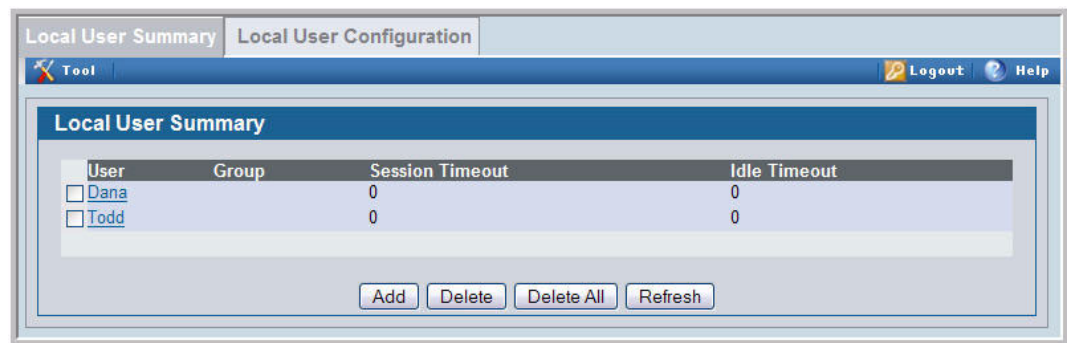 Local User Summary Local User Configuration
Tool Logout Help
Local User Summary
User Group Session Timeout Idle Timeout
Dana 0 0
Todd 0 0
Add Delete Delete All Refresh